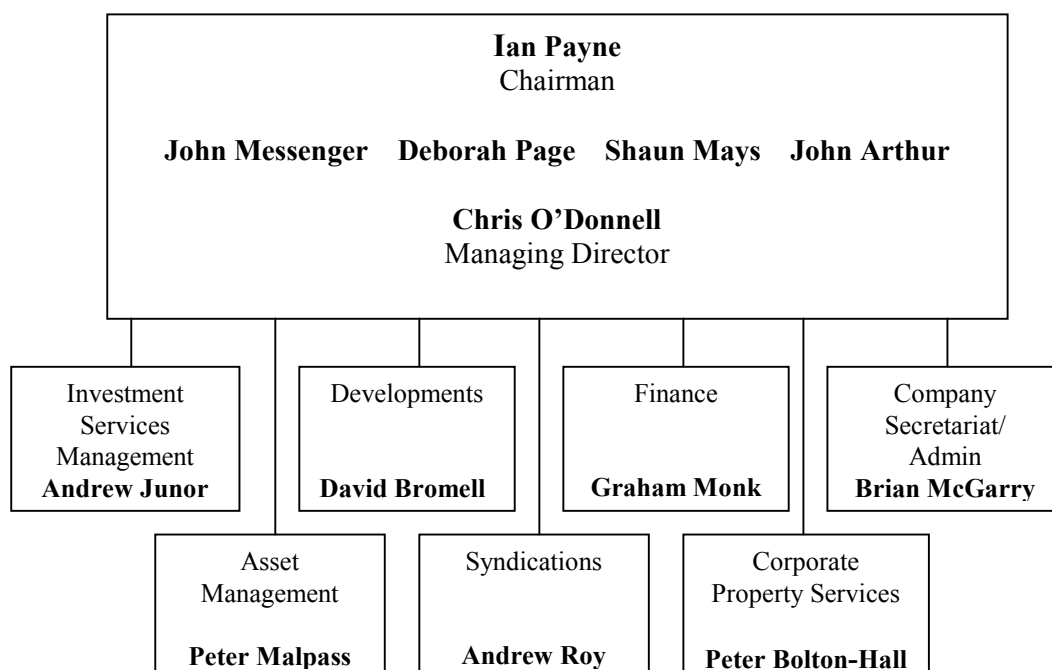 Ian Payne
Chairman
John Messenger Deborah Page Shaun Mays John Arthur
Chris O’Donnell
Managing Director
Investment
Services
Management
Andrew Junor
Developments
David Bromell
Finance
Graham Monk
Company
Secretariat/
Admin
Brian McGarry
Asset
Management
Peter Malpass
Syndications
Andrew Roy
Corporate
Property Services
Peter Bolton-Hall